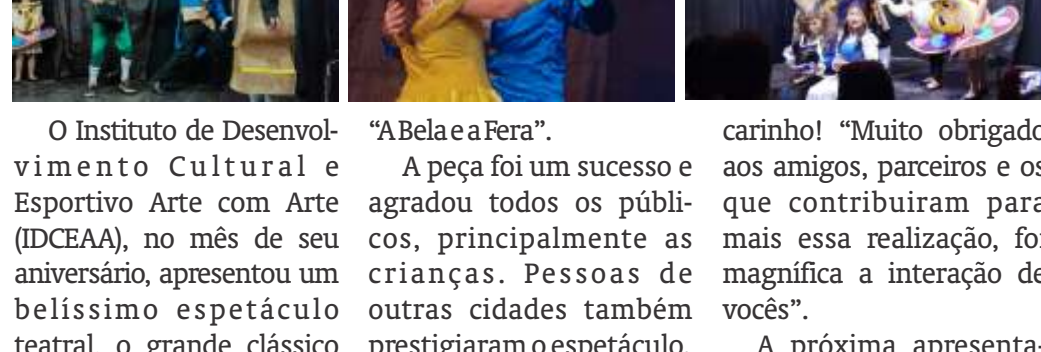 O Instituto de Desenvol-
vimento Cultural e
Esportivo Arte com Arte
(IDCEAA), no mês de seu
aniversário, apresentou um
belíssimo espetáculo
teatral, o grande clássico
“A Bela e a Fera”.
A peça foi um sucesso e
agradou todos os públi-
cos, principalmente as
crianças. Pessoas de
outras cidades também
prestigiaram o espetáculo.
carinho! “Muito obrigado
aos amigos, parceiros e os
que contribuiram para
mais essa realização, foi
magnífica a interação de
vocês”.
A próxima apresenta-